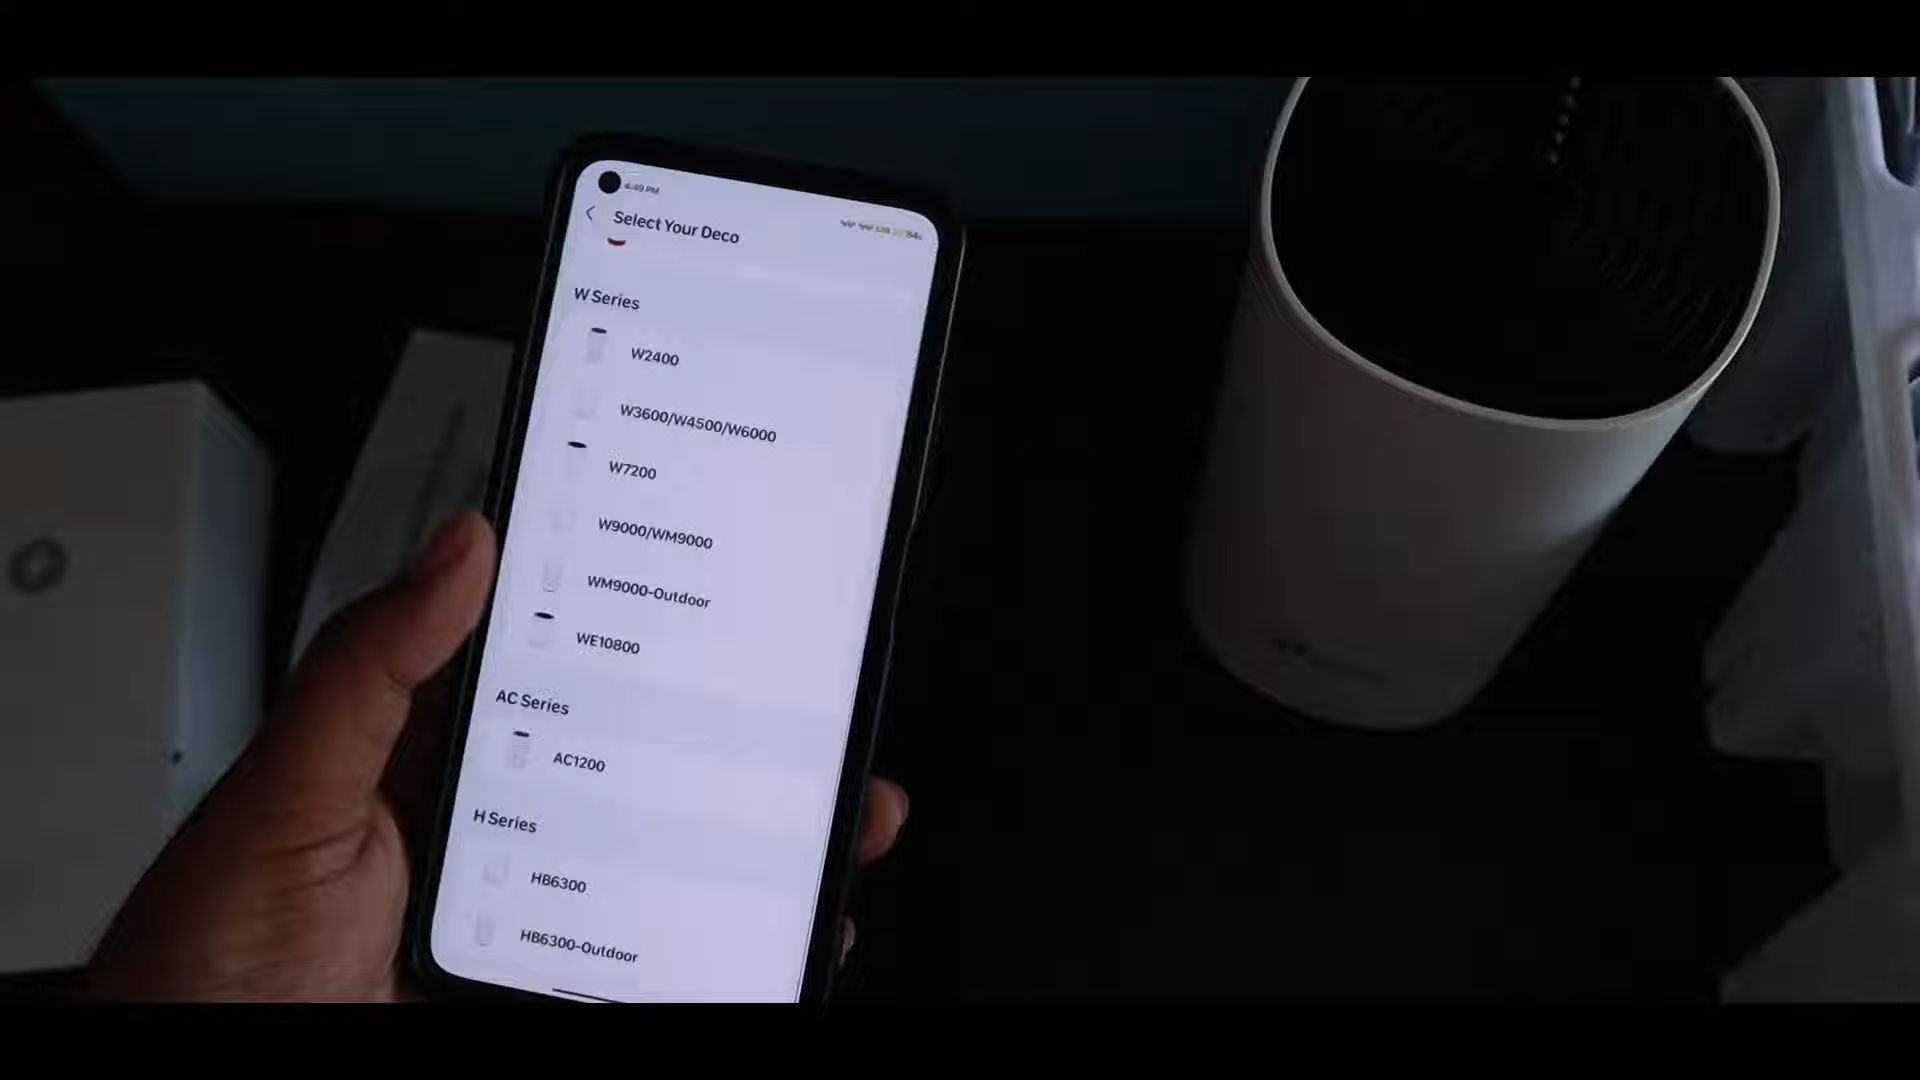 4:49 PM
Select Your Deco
W Series
W2400
W3600/W4500/W6000
W7200
W9000/WM9000
WM9000-Outdoor
WE10800
AC Series
AC1200
H Series
HB6300
HB6300-Outdoor